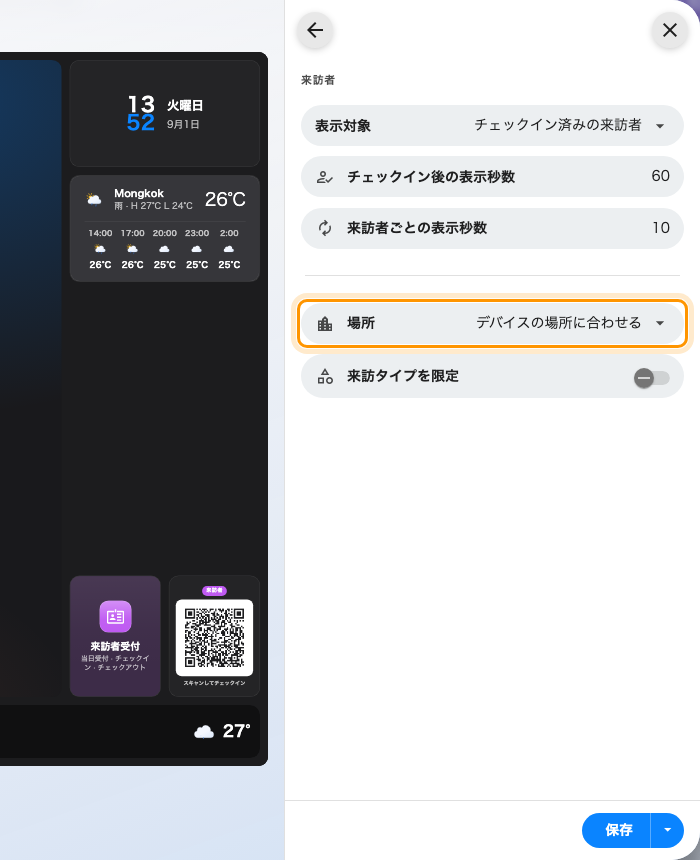 13
52
火曜日
9月1日
Mongkok
雨 · H 27°C L 24°C
26°C
14:00 17:00 20:00 23:00 2:00
26°C 26°C 25°C 25°C 25°C
来訪者受付
当日受付 · チェックイ
ン · チェックアウト
来訪者
スキャンしてチェックイン
27°
来訪者
表示対象 チェックイン済みの来訪者
チェックイン後の表示秒数 60
来訪者ごとの表示秒数 10
場所 デバイスの場所に合わせる
来訪タイプを限定
保存